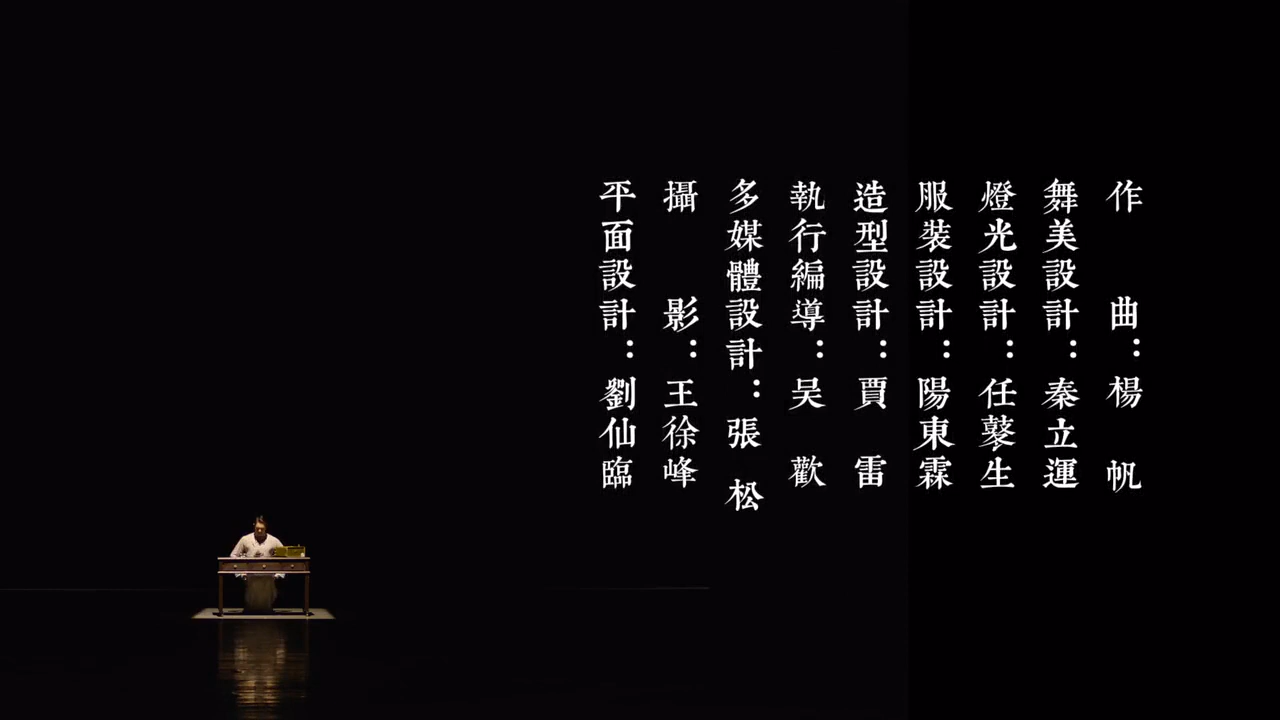 作曲：楊帆
舞美設計：秦立運
燈光設計：任鼕生
服裝設計：陽東霖
造型設計：賈雷
執行編導：吴歡
多媒體設計：張松
攝影：王徐峰
平面設計：劉仙臨